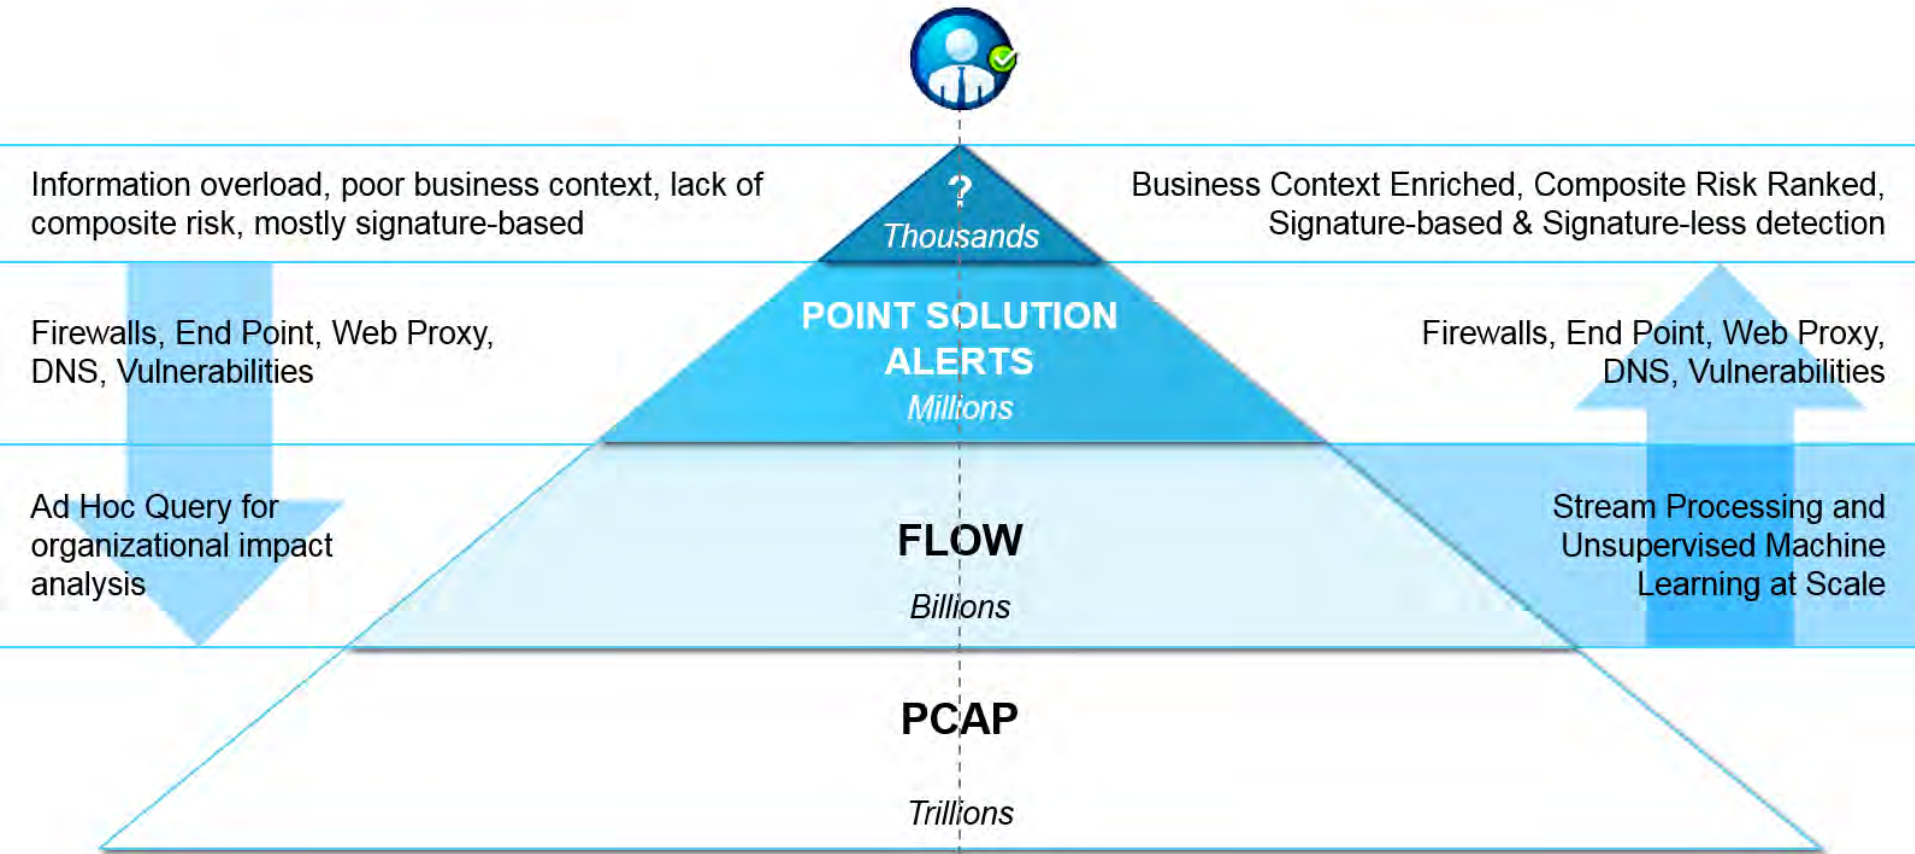 Information overload, poor business context, lack of
composite risk, mostly signature-based
?
Thousands
Business Context Enriched, Composite Risk Ranked,
Signature-based & Signature-less detection
Firewalls, End Point, Web Proxy,
DNS, Vulnerabilities
POINT SOLUTION
ALERTS
Millions
Firewalls, End Point, Web Proxy,
DNS, Vulnerabilities
Ad Hoc Query for
organizational impact
analysis
FLOW
Billions
Stream Processing and
Unsupervised Machine
Learning at Scale
PCAP
Trillions